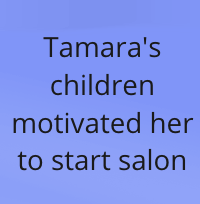 Tamara's
children
motivated her
to start salon